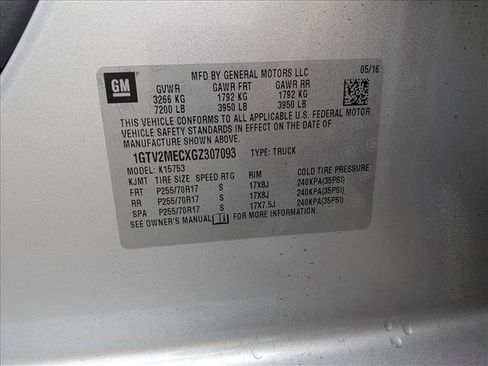 GM
MFD BY GENERAL MOTORS LLC
05/16
GVWR GAWR FRT GAWR RR
3266 KG 1792 KG 1792 KG
7200 LB 3950 LB 3950 LB
THIS VEHICLE CONFORMS TO ALL APPLICABLE U.S. FEDERAL MOTOR
VEHICLE SAFETY STANDARDS IN EFFECT ON THE DATE OF
MANUFACTURE SHOWN ABOVE.
1GTV2MECXGZ307093 TYPE: TRUCK
MODEL: K15753
KJMT TIRE SIZE SPEED RTG RIM COLD TIRE PRESSURE
FRT P255/70R17 S 17X8J 240KPA(35PSI)
RR P255/70R17 S 17X8J 240KPA(35PSI)
SPA P255/70R17 S 17X7.5J 240KPA(35PSI)
SEE OWNER'S MANUAL FOR MORE INFORMATION.